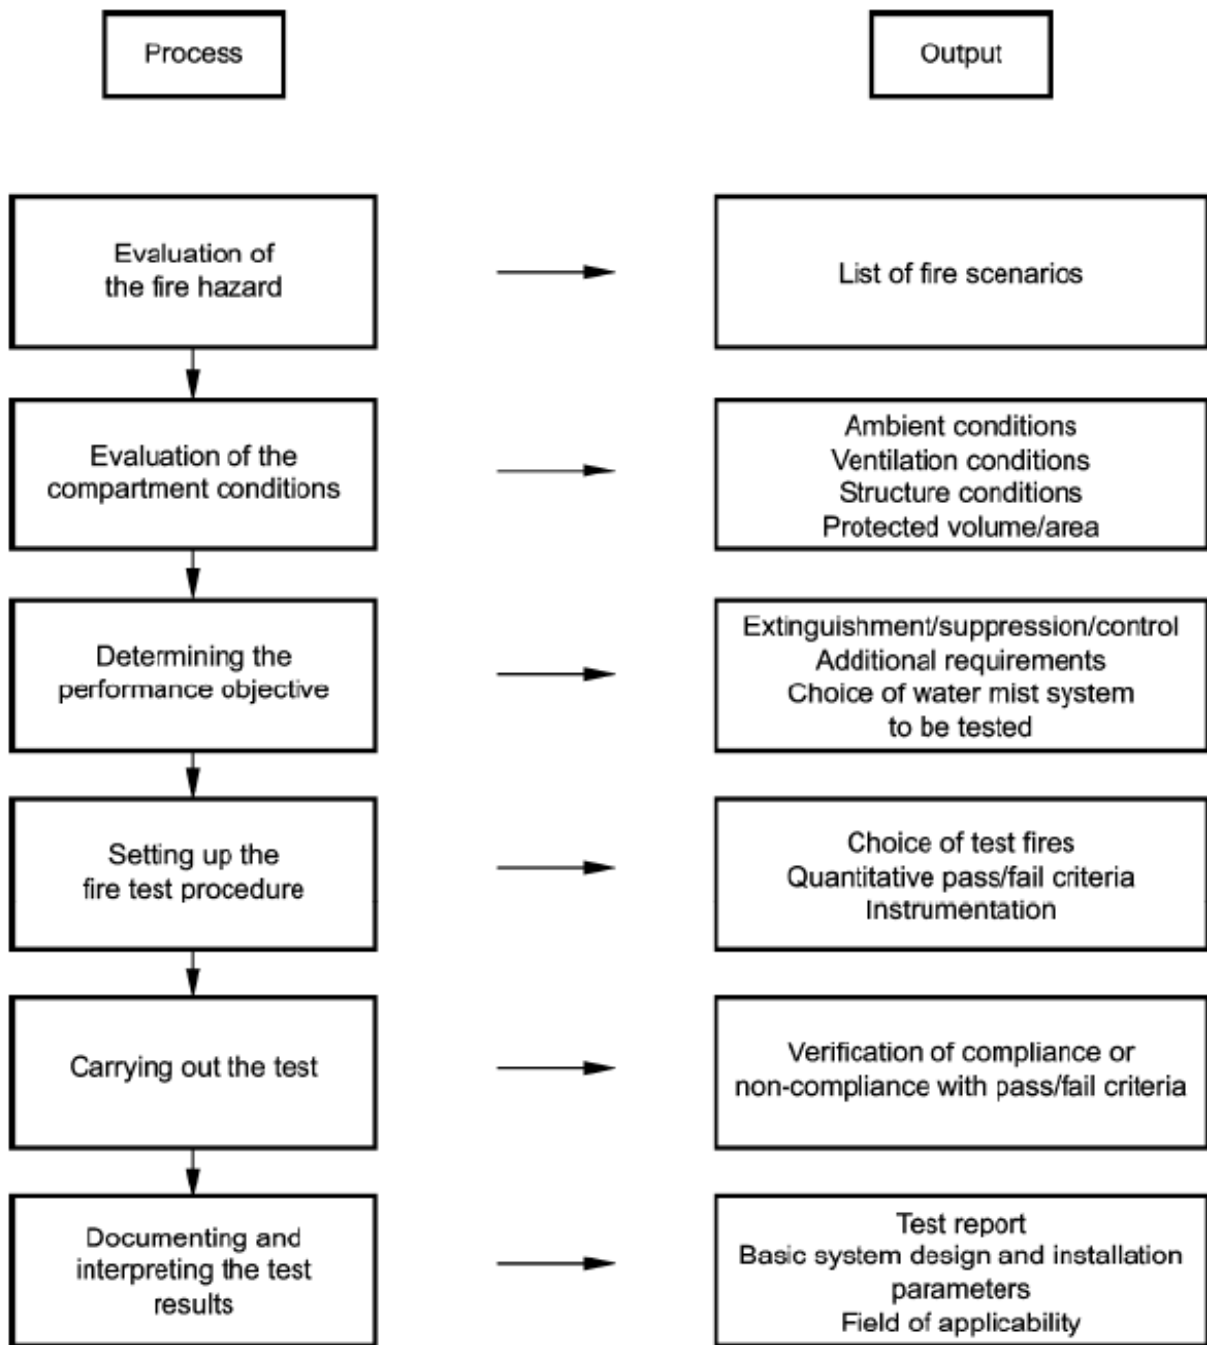 Process
Output
Evaluation of
the fire hazard
List of fire scenarios
Evaluation of the
compartment conditions
Ambient conditions
Ventilation conditions
Structure conditions
Protected volume/area
Determining the
performance objective
Extinguishment/suppression/control
Additional requirements
Choice of water mist system
to be tested
Setting up the
fire test procedure
Choice of test fires
Quantitative pass/fail criteria
Instrumentation
Carrying out the test
Verification of compliance or
non-compliance with pass/fail criteria
Documenting and
interpreting the test
results
Test report
Basic system design and installation
parameters
Field of applicability